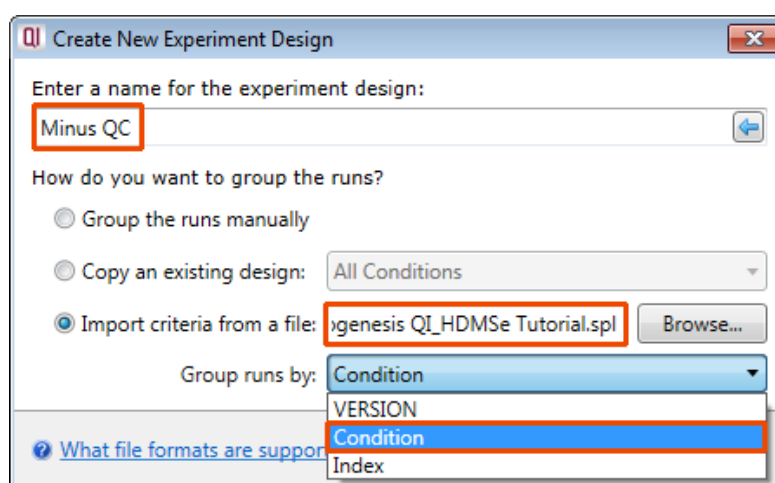 QI Create New Experiment Design
Enter a name for the experiment design:
Minus QC
How do you want to group the runs?
Group the runs manually
Copy an existing design: All Conditions
Import criteria from a file: ogenesis QI_HDMSe Tutorial.spl Browse...
Group runs by: Condition
VERSION
Condition
What file formats are suppor
Index